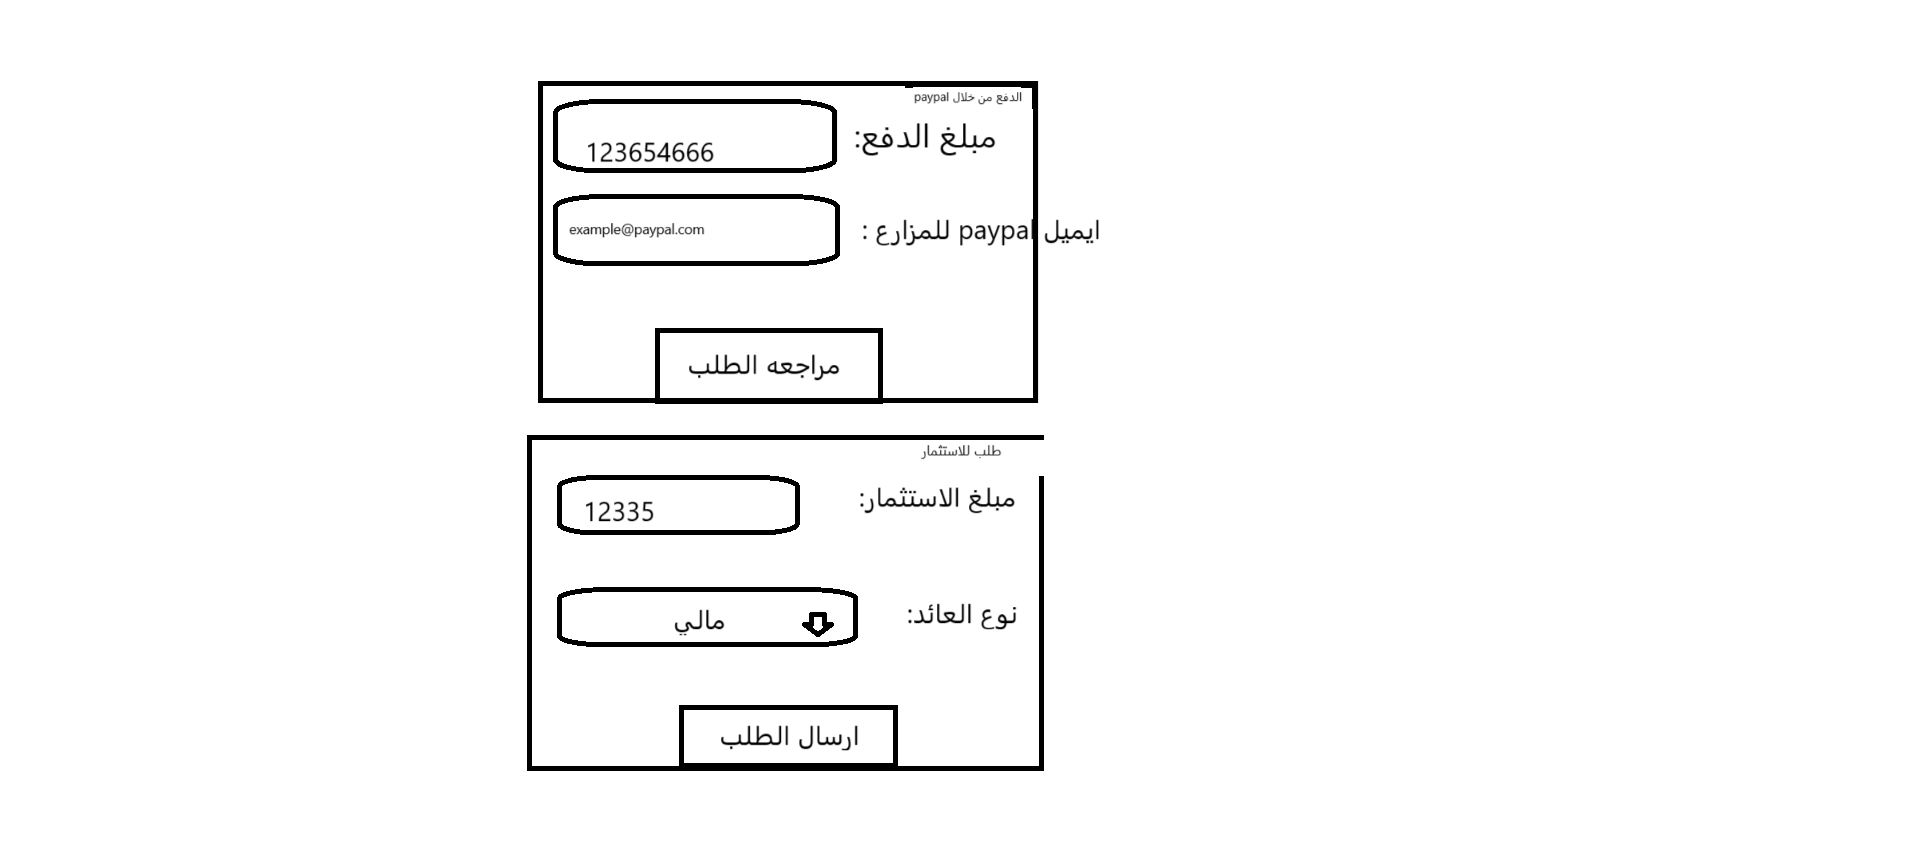 الدفع من خلال paypal
مبلغ الدفع:
123654666
ايميل paypal للمزارع :
example@paypal.com
مراجعه الطلب
طلب للاستثمار
مبلغ الاستثمار:
12335
نوع العائد:
مالي
ارسال الطلب